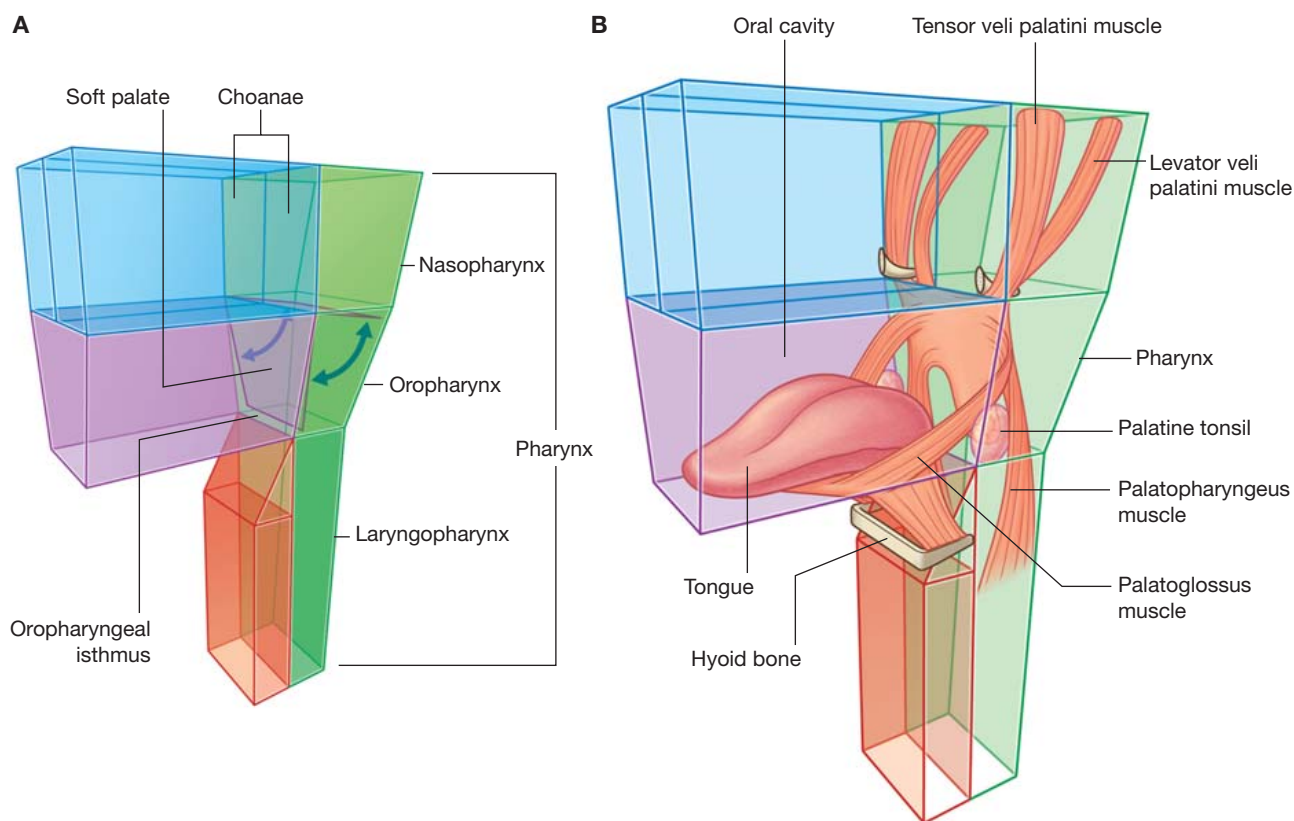 A
Soft palate
Choanae
Nasopharynx
Oropharynx
Pharynx
Laryngopharynx
Oropharyngeal
isthmus
B
Oral cavity
Tensor veli palatini muscle
Levator veli
palatini muscle
Pharynx
Palatine tonsil
Palatopharyngeus
muscle
Palatoglossus
muscle
Tongue
Hyoid bone